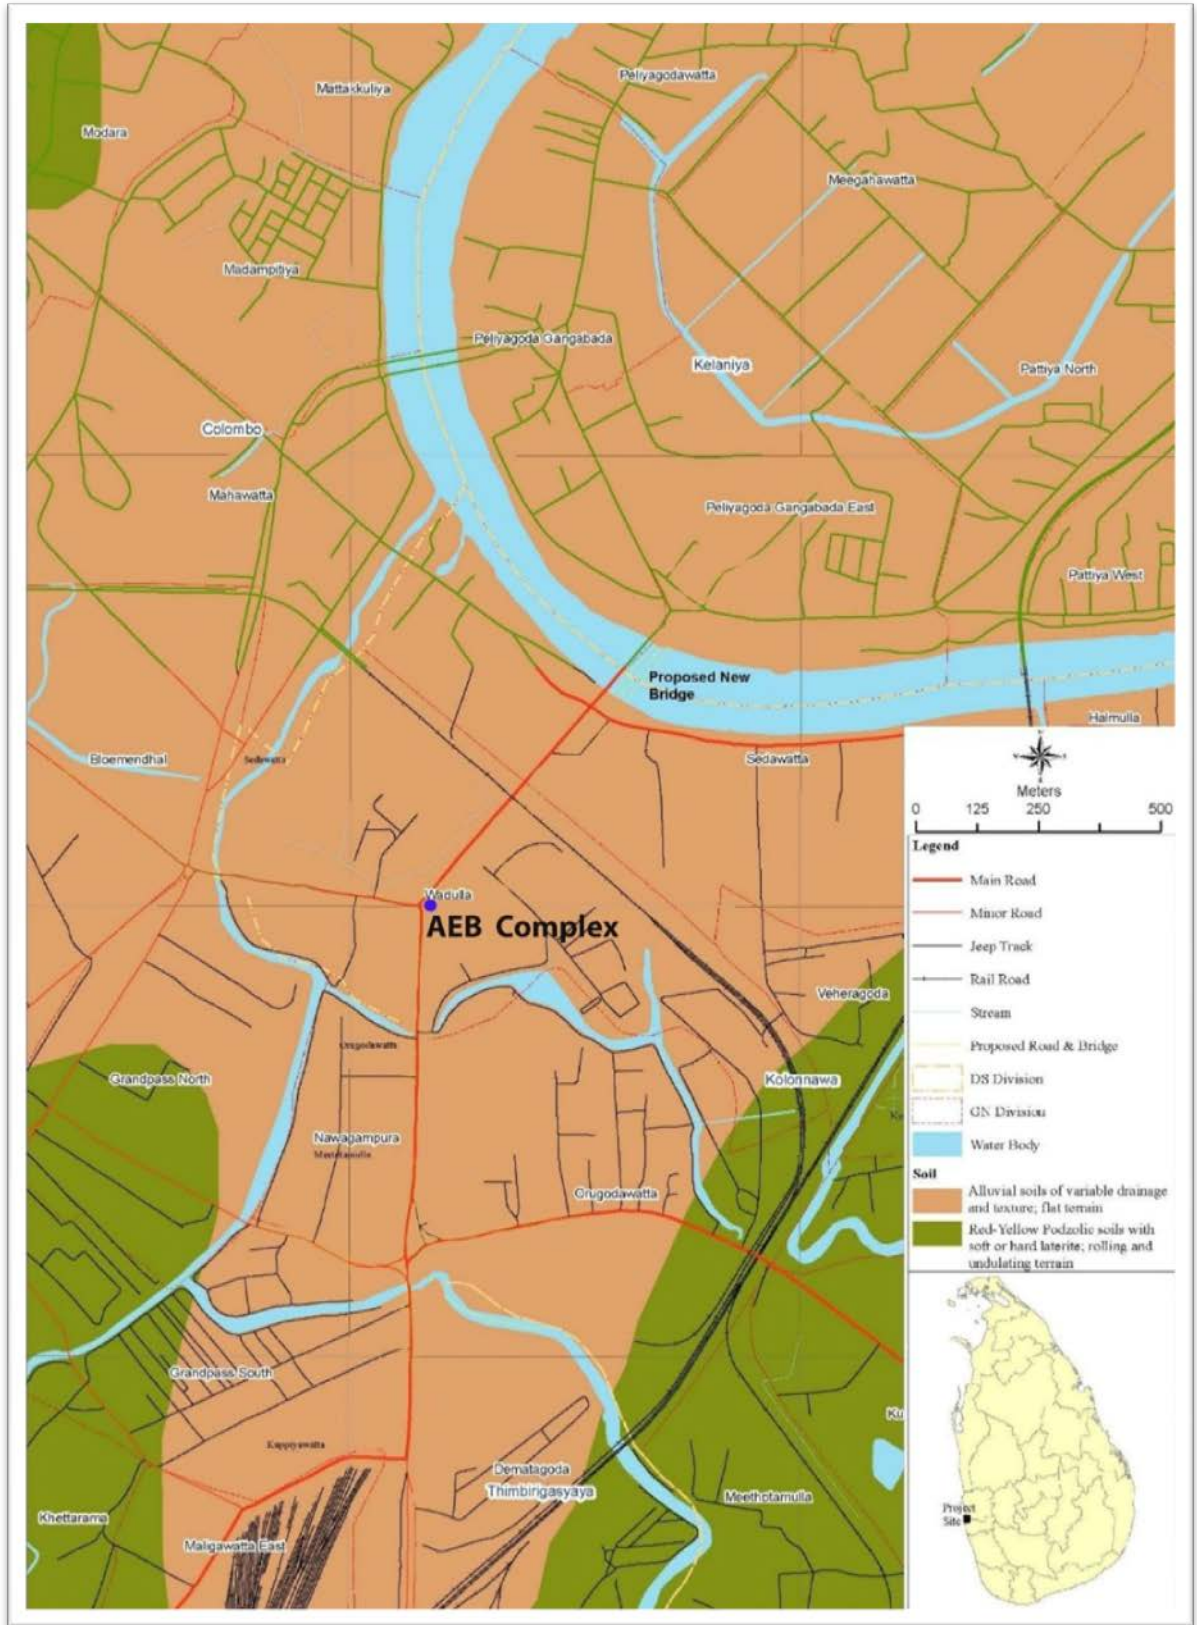 Peliyagodawatta
Mattakkuliya
Modara
Meegahawatta
Madampitiya
Peliyagoda Gangabada
Kelaniya
Pattiya North
Colombo
Mahawatta
Peliyagoda Gangabada East
Pattiya West
Proposed New
Bridge
Halmulla
Bloemendhal
Sedawatta
Sedawatta
Meters
0 125 250 500
Legend
Main Road
Minor Road
Jeep Track
Rail Road
Stream
Proposed Road & Bridge
DS Division
GN Division
Water Body
Soil
Alluvial soils of variable drainage
and texture; flat terrain
Red-Yellow Podzolic soils with
soft or hard laterite; rolling and
undulating terrain
Wadulla
AEB Complex
Veheragoda
Orugodawatta
Grandpass North
Kolonnawa
Nawagampura
Orugodawatta
Grandpass South
Ku
Kuppiyawatta
Dematagoda
Thimbirigasyaya
Meethotamulla
Khettarama
Maligawatta East
Project
Site